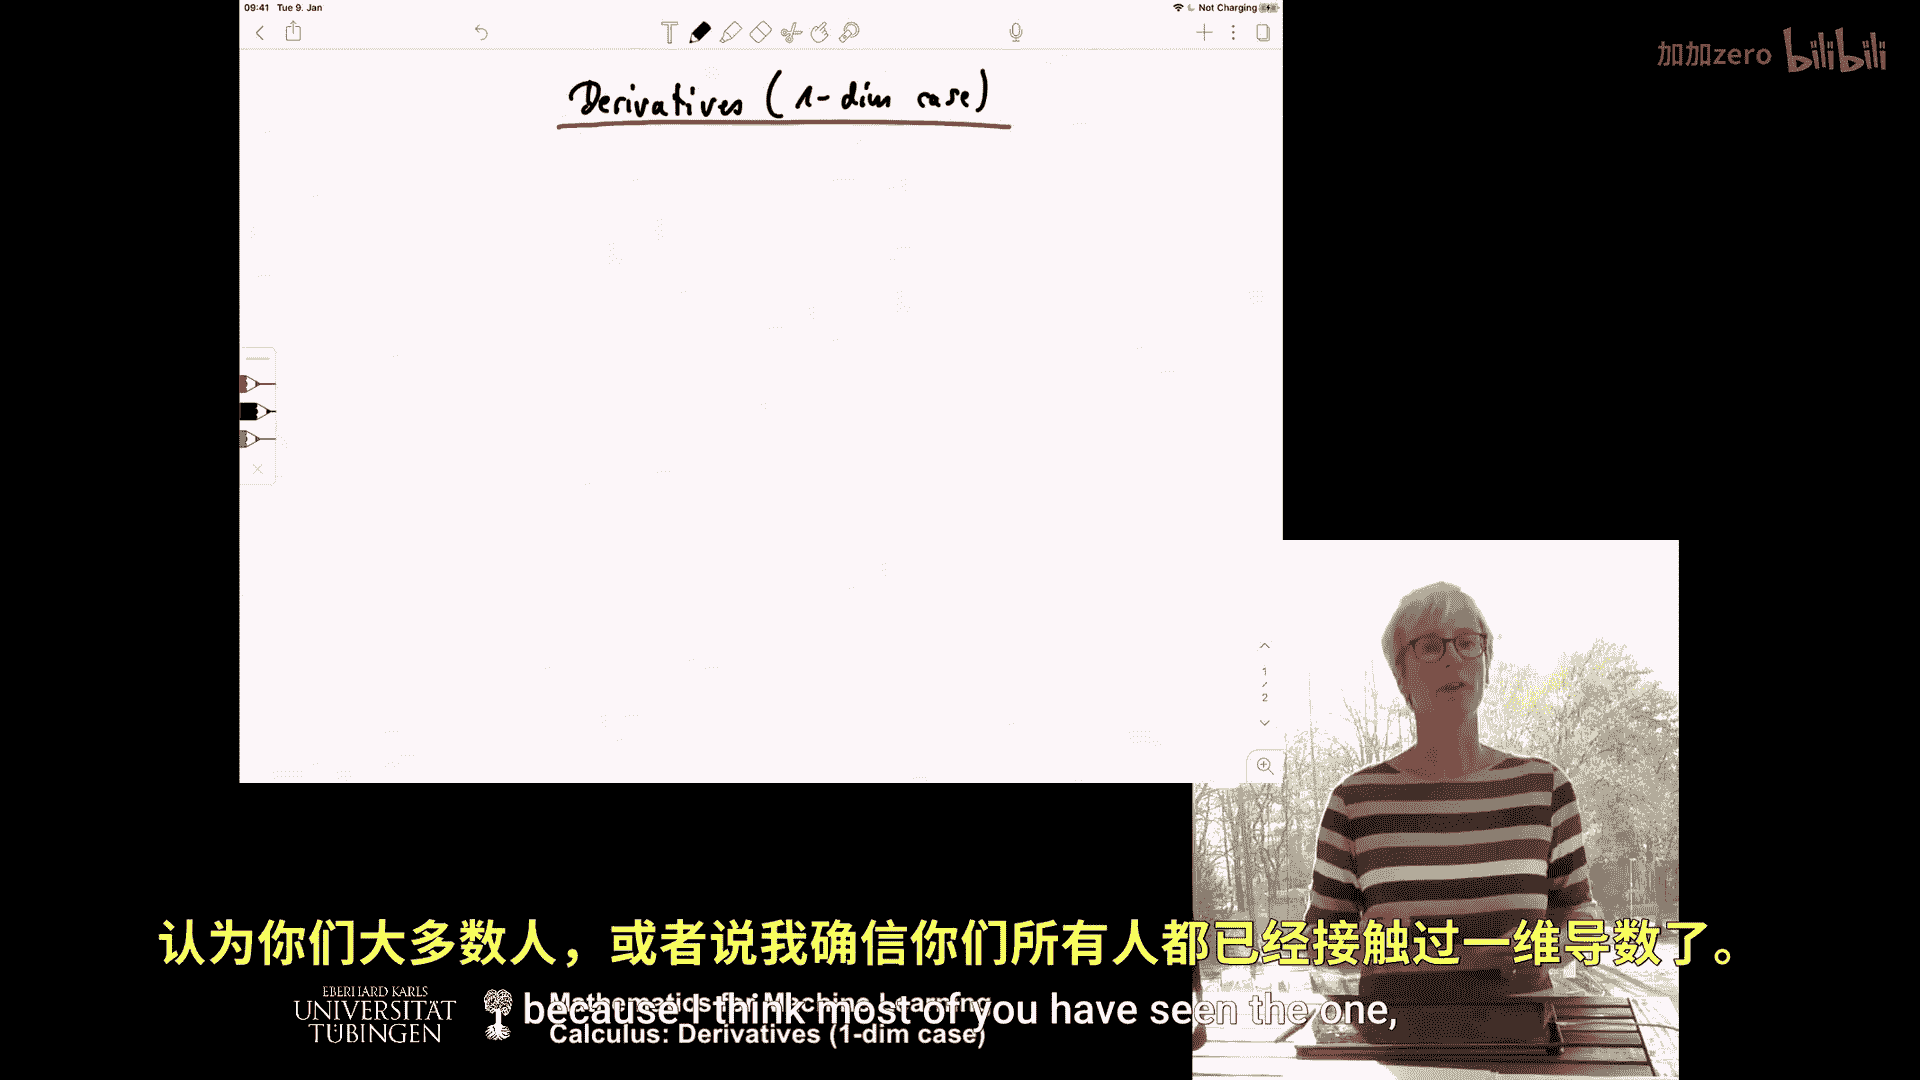 09:41 Tue 9. Jan
Not Charging
加加zero bilibili
Derivatives (1-dim case)
1
2
认为你们大多数人，或者说我确信你们所有人都已经接触过一维导数了。
EBERHARD KARLS
UNIVERSITÄT
TÜBINGEN
Mathematics for Machine Learning
because I think most of you have seen the one,
Calculus: Derivatives (1-dim case)